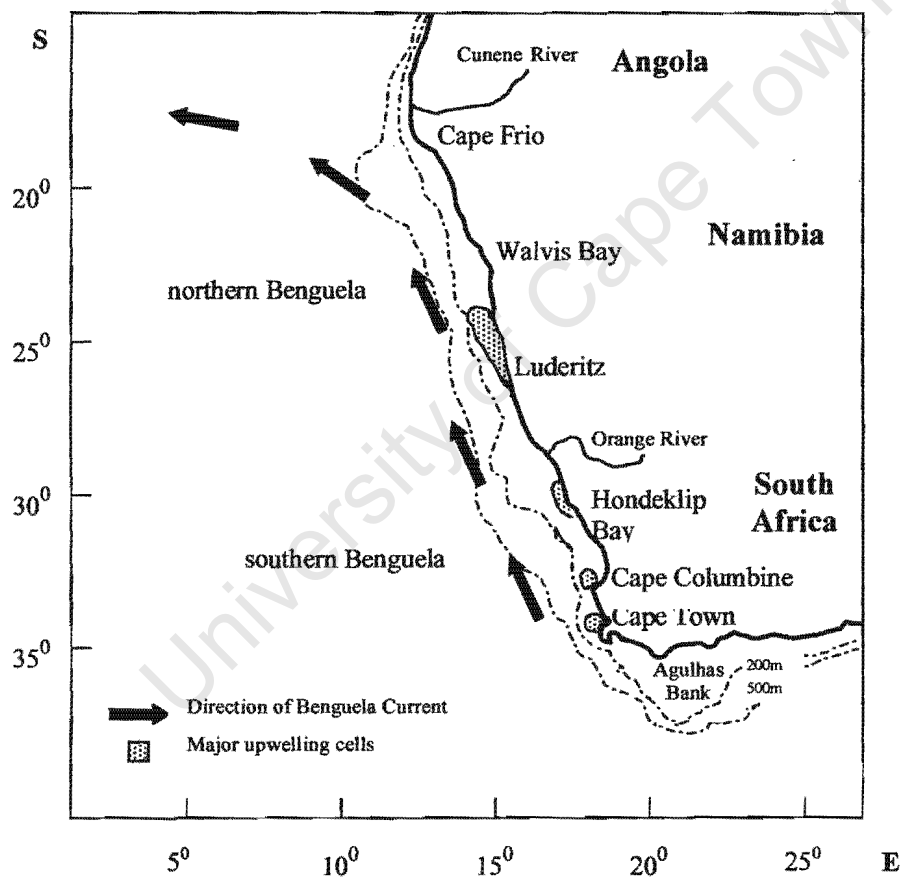 S
Cunene River
Angola
Cape Frio
20⁰
Namibia
Walvis Bay
northern Benguela
25⁰
Luderitz
Orange River
30⁰
Hondeklip
Bay
South
Africa
southern Benguela
Cape Columbine
Cape Town
35⁰
Agulhas
Bank
200m
500m
Direction of Benguela Current
Major upwelling cells
5⁰ 10⁰ 15⁰ 20⁰ 25⁰ E
University of Cape Town